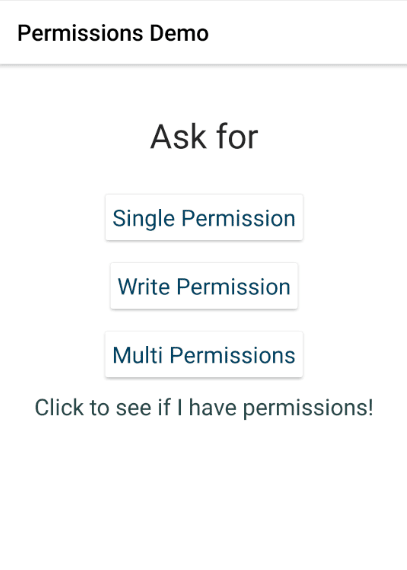 Permissions Demo
Ask for
Single Permission
Write Permission
Multi Permissions
Click to see if I have permissions!